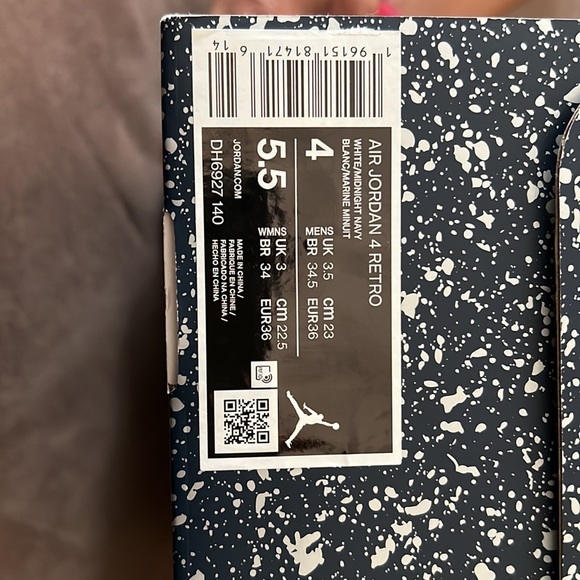 AIR JORDAN 4 RETRO
WHITE/MIDNIGHT NAVY
BLANC/MARINE MINUIT
4
MENS UK 3.5 cm 23
BR 34.5 EUR36
5.5
WMNS UK 3 cm 22.5
BR 34 EUR36
JORDAN.COM
DH6927 140
MADE IN CHINA /
FABRIQUE EN CHINE /
FABRICADO NA CHINA /
HECHO EN CHINA
1 96151 81471 6 14